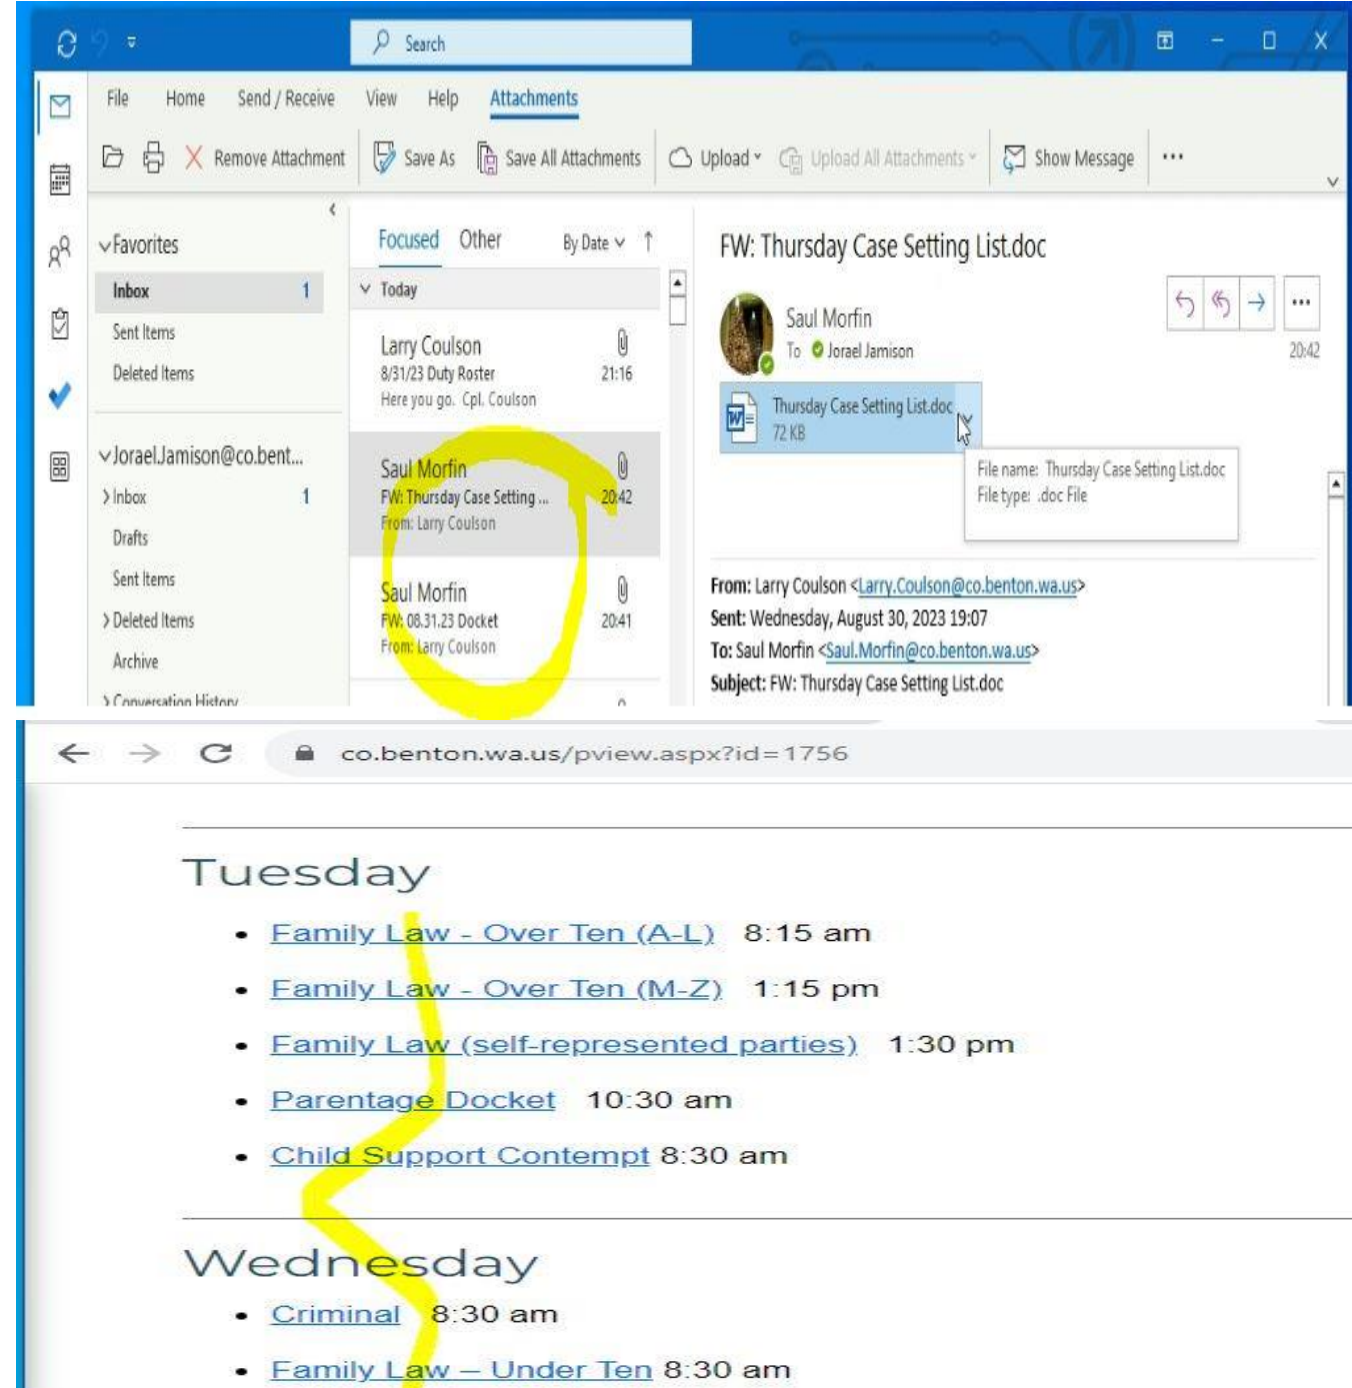 Search
File Home Send / Receive View Help Attachments
Remove Attachment Save As Save All Attachments Upload Upload All Attachments Show Message ...
Favorites
Inbox 1
Sent Items
Deleted Items
Jorael.Jamison@co.bent...
Inbox 1
Drafts
Sent Items
Deleted Items
Archive
Conversation History
Focused Other By Date
Today
Larry Coulson
8/31/23 Duty Roster 21:16
Here you go. Cpl. Coulson
Saul Morfin
FW: Thursday Case Setting ... 20:42
From: Larry Coulson
Saul Morfin
FW: 08.31.23 Docket 20:41
From: Larry Coulson
FW: Thursday Case Setting List.doc
Saul Morfin
To Jorael Jamison
20:42
Thursday Case Setting List.doc
72 KB
File name: Thursday Case Setting List.doc
File type: .doc File
From: Larry Coulson <Larry.Coulson@co.benton.wa.us>
Sent: Wednesday, August 30, 2023 19:07
To: Saul Morfin <Saul.Morfin@co.benton.wa.us>
Subject: FW: Thursday Case Setting List.doc
co.benton.wa.us/pview.aspx?id=1756
Tuesday
• Family Law - Over Ten (A-L) 8:15 am
• Family Law - Over Ten (M-Z) 1:15 pm
• Family Law (self-represented parties) 1:30 pm
• Parentage Docket 10:30 am
• Child Support Contempt 8:30 am
Wednesday
• Criminal 8:30 am
• Family Law – Under Ten 8:30 am